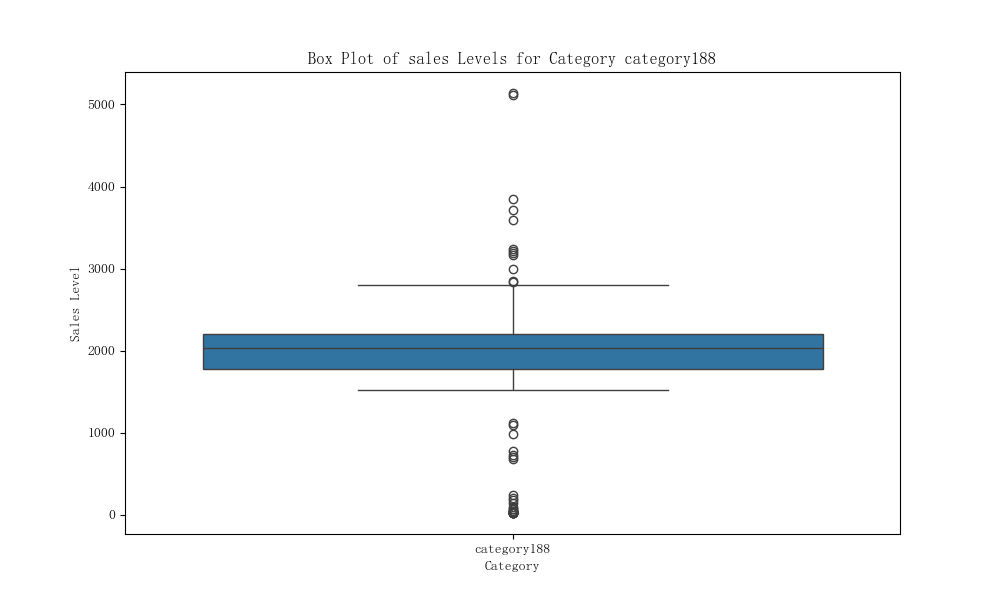 Box Plot of sales Levels for Category category188
5000
4000
3000
2000
1000
0
Sales Level
category188
Category